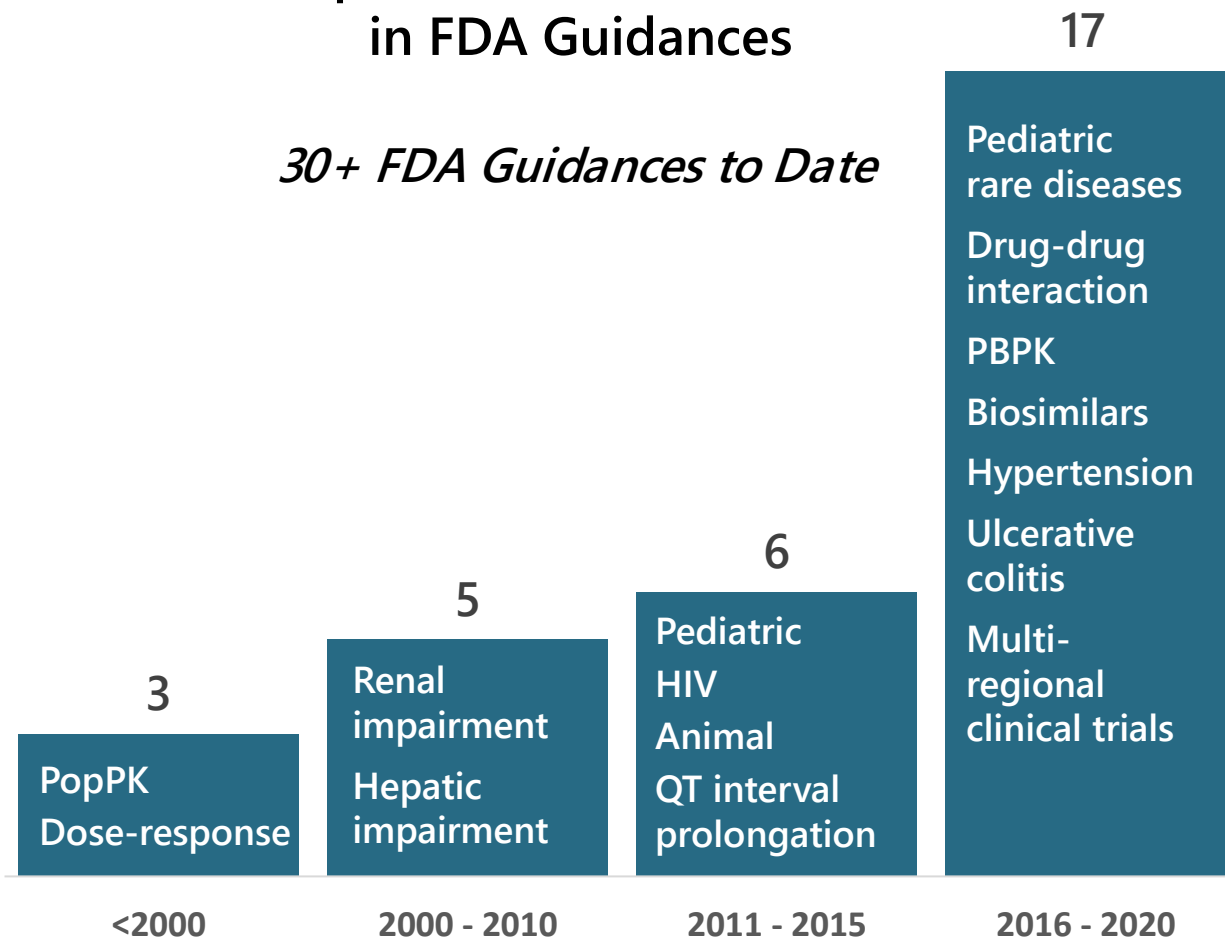 in FDA Guidances
30+ FDA Guidances to Date
3
PopPK
Dose-response
<2000
5
Renal
impairment
Hepatic
impairment
2000 - 2010
6
Pediatric
HIV
Animal
QT interval
prolongation
2011 - 2015
17
Pediatric
rare diseases
Drug-drug
interaction
PBPK
Biosimilars
Hypertension
Ulcerative
colitis
Multi-
regional
clinical trials
2016 - 2020